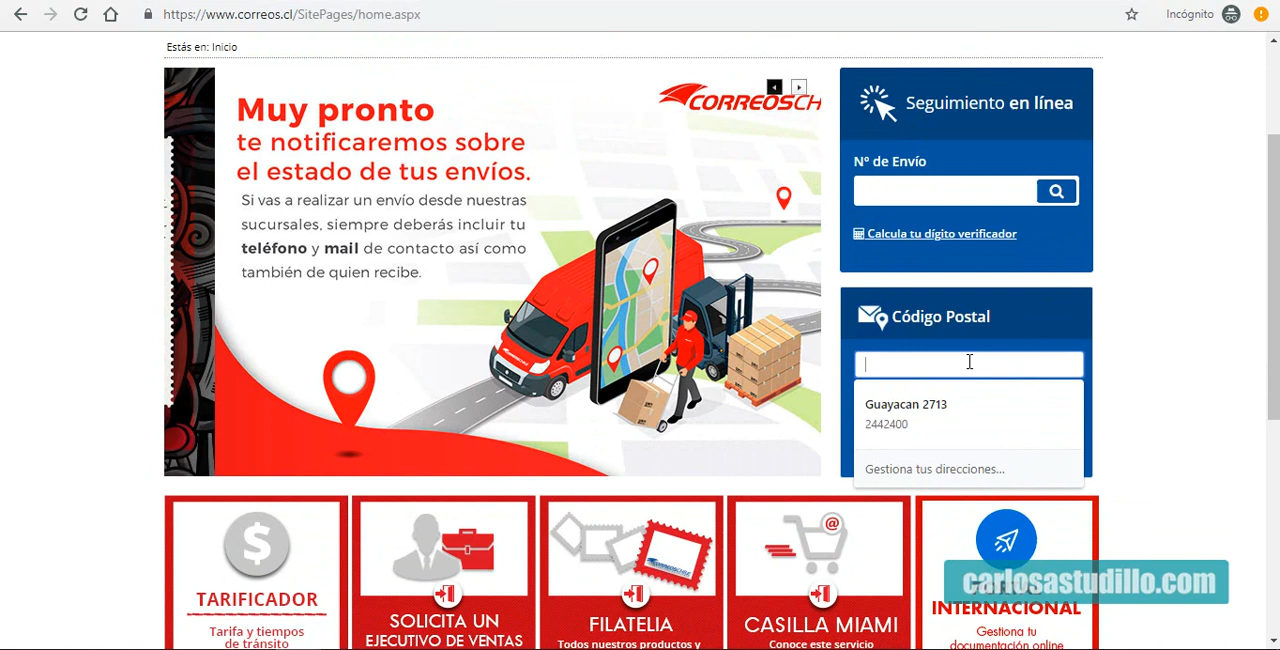 https://www.correos.cl/SitePages/home.aspx
Incógnito
Estás en: Inicio
Muy pronto
te notificaremos sobre
el estado de tus envíos.
Si vas a realizar un envío desde nuestras
sucursales, siempre deberás incluir tu
teléfono y mail de contacto así como
también de quien recibe.
CORREOSCH
Seguimiento en línea
Nº de Envío
Calcula tu dígito verificador
Código Postal
Guayacan 2713
2442400
Gestiona tus direcciones...
TARIFICADOR
Tarifa y tiempos
de tránsito
SOLICITA UN
EJECUTIVO DE VENTAS
FILATELIA
Todos nuestros productos y
CASILLA MIAMI
Conoce este servicio
carlosastudillo.com
INTERNACIONAL
Gestiona tu
documentación online